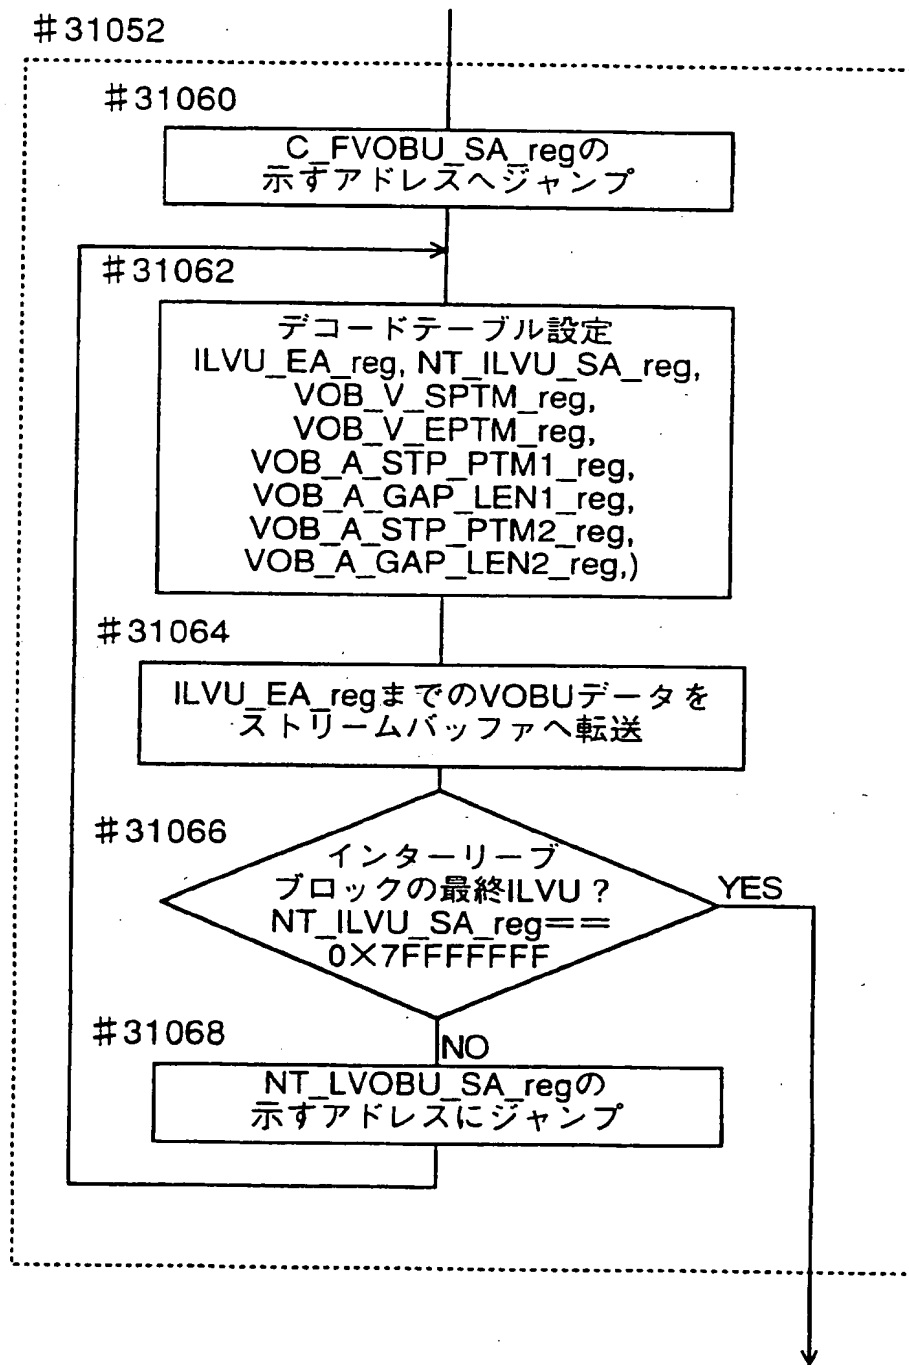 #31052
#31060
C_FVOBU_SA_regの
示すアドレスへジャンプ
#31062
デコードテーブル設定
ILVU_EA_reg, NT_ILVU_SA_reg,
VOB_V_SPTM_reg,
VOB_V_EPTM_reg,
VOB_A_STP_PTM1_reg,
VOB_A_GAP_LEN1_reg,
VOB_A_STP_PTM2_reg,
VOB_A_GAP_LEN2_reg,)
#31064
ILVU_EA_regまでのVOBUデータを
ストリームバッファへ転送
#31066
インターリーブ
ブロックの最終ILVU？
NT_ILVU_SA_reg==
0×7FFFFFFF
YES
#31068
NO
NT_LVOBU_SA_regの
示すアドレスにジャンプ